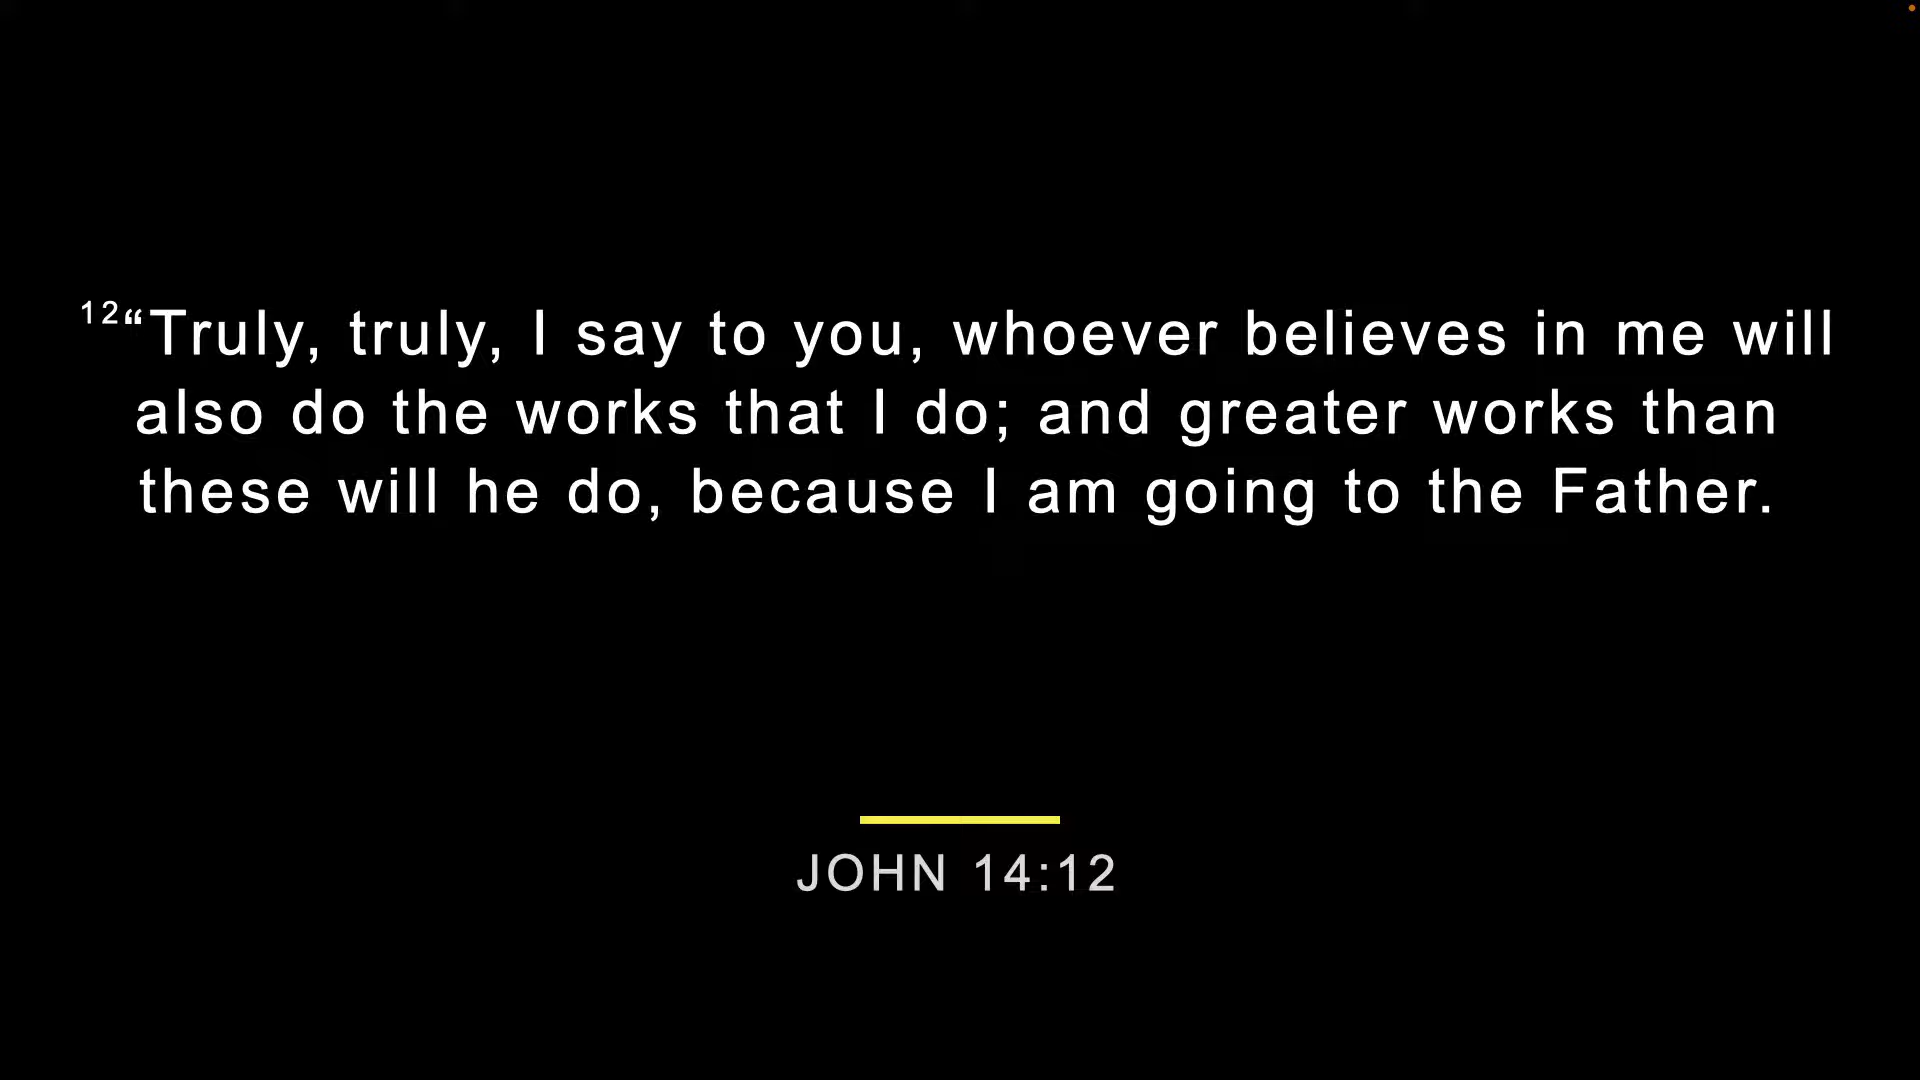 12“Truly, truly, I say to you, whoever believes in me will
also do the works that I do; and greater works than
these will he do, because I am going to the Father.
JOHN 14:12